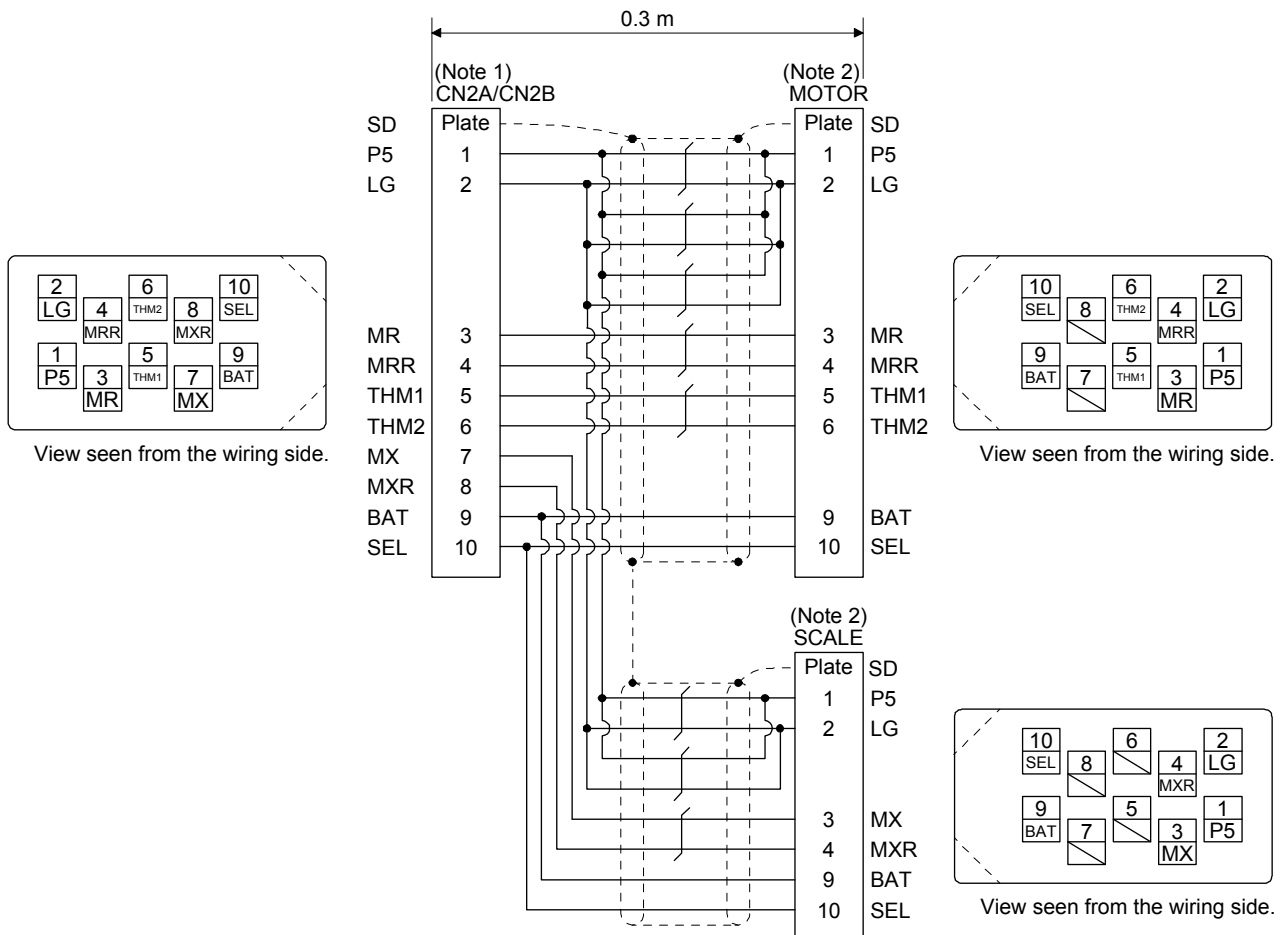 0.3 m
(Note 1)
CN2A/CN2B
(Note 2)
MOTOR
SD Plate Plate SD
P5 1 1 P5
LG 2 2 LG
MR 3 3 MR
MRR 4 4 MRR
THM1 5 5 THM1
THM2 6 6 THM2
MX 7
MXR 8
BAT 9 9 BAT
SEL 10 10 SEL
2 6 10
LG 4 THM2 8 SEL
MRR MXR
1 5 9
P5 3 THM1 7 BAT
MR MX
View seen from the wiring side.
10 6 2
SEL 8 THM2 4 LG
MRR
9 5 1
BAT 7 THM1 3 P5
MR
View seen from the wiring side.
(Note 2)
SCALE
Plate SD
1 P5
2 LG
3 MX
4 MXR
9 BAT
10 SEL
10 6 2
SEL 8 4 LG
MXR
9 5 1
BAT 7 3 P5
MX
View seen from the wiring side.